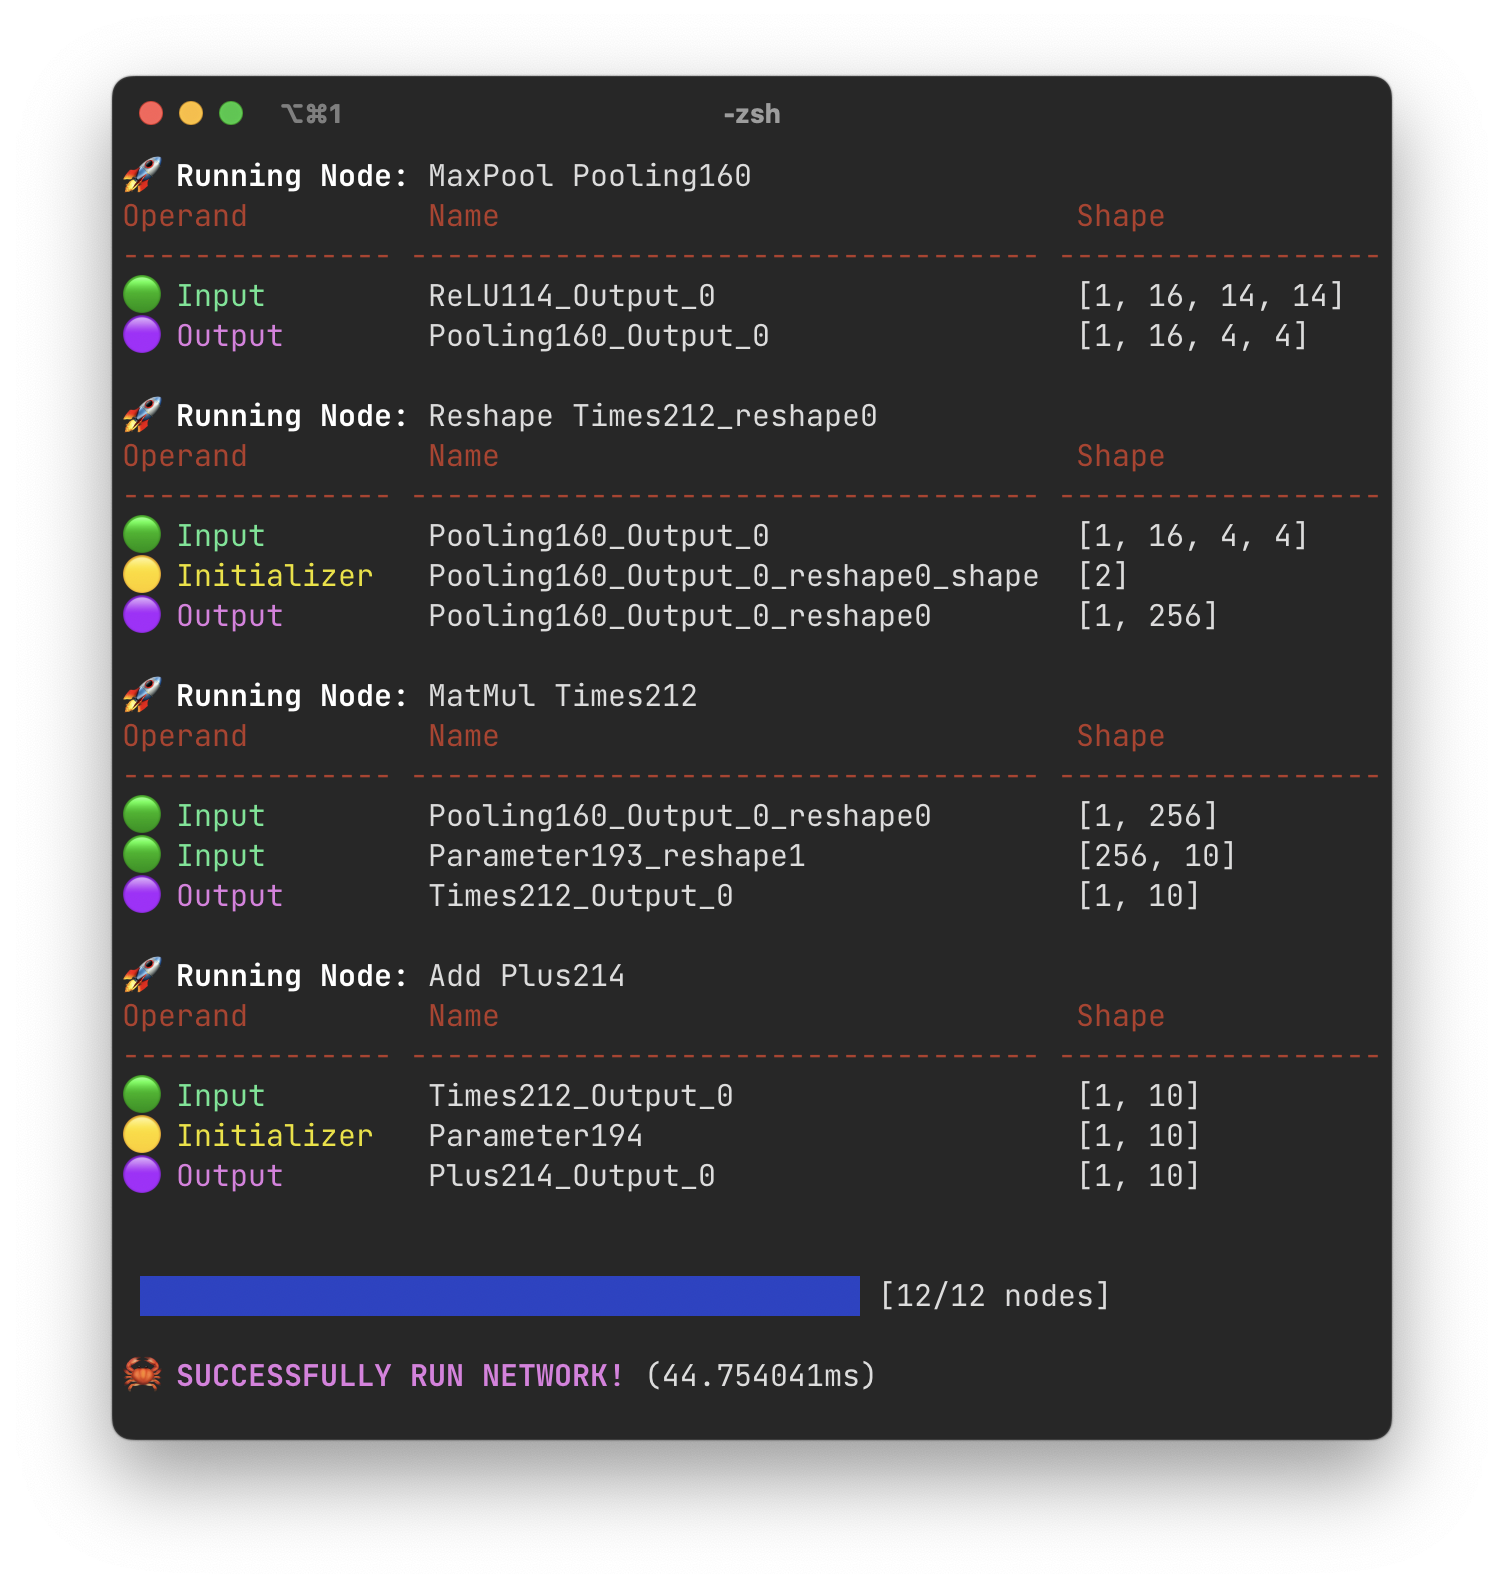 ⌥⌘1 -zsh
🚀 Running Node: MaxPool Pooling160
Operand Name Shape
--------------- ----------------------------------- ------------------
🟢 Input ReLU114_Output_0 [1, 16, 14, 14]
🟣 Output Pooling160_Output_0 [1, 16, 4, 4]
🚀 Running Node: Reshape Times212_reshape0
Operand Name Shape
--------------- ----------------------------------- ------------------
🟢 Input Pooling160_Output_0 [1, 16, 4, 4]
🟡 Initializer Pooling160_Output_0_reshape0_shape [2]
🟣 Output Pooling160_Output_0_reshape0 [1, 256]
🚀 Running Node: MatMul Times212
Operand Name Shape
--------------- ----------------------------------- ------------------
🟢 Input Pooling160_Output_0_reshape0 [1, 256]
🟢 Input Parameter193_reshape1 [256, 10]
🟣 Output Times212_Output_0 [1, 10]
🚀 Running Node: Add Plus214
Operand Name Shape
--------------- ----------------------------------- ------------------
🟢 Input Times212_Output_0 [1, 10]
🟡 Initializer Parameter194 [1, 10]
🟣 Output Plus214_Output_0 [1, 10]
[12/12 nodes]
🦀 SUCCESSFULLY RUN NETWORK! (44.754041ms)